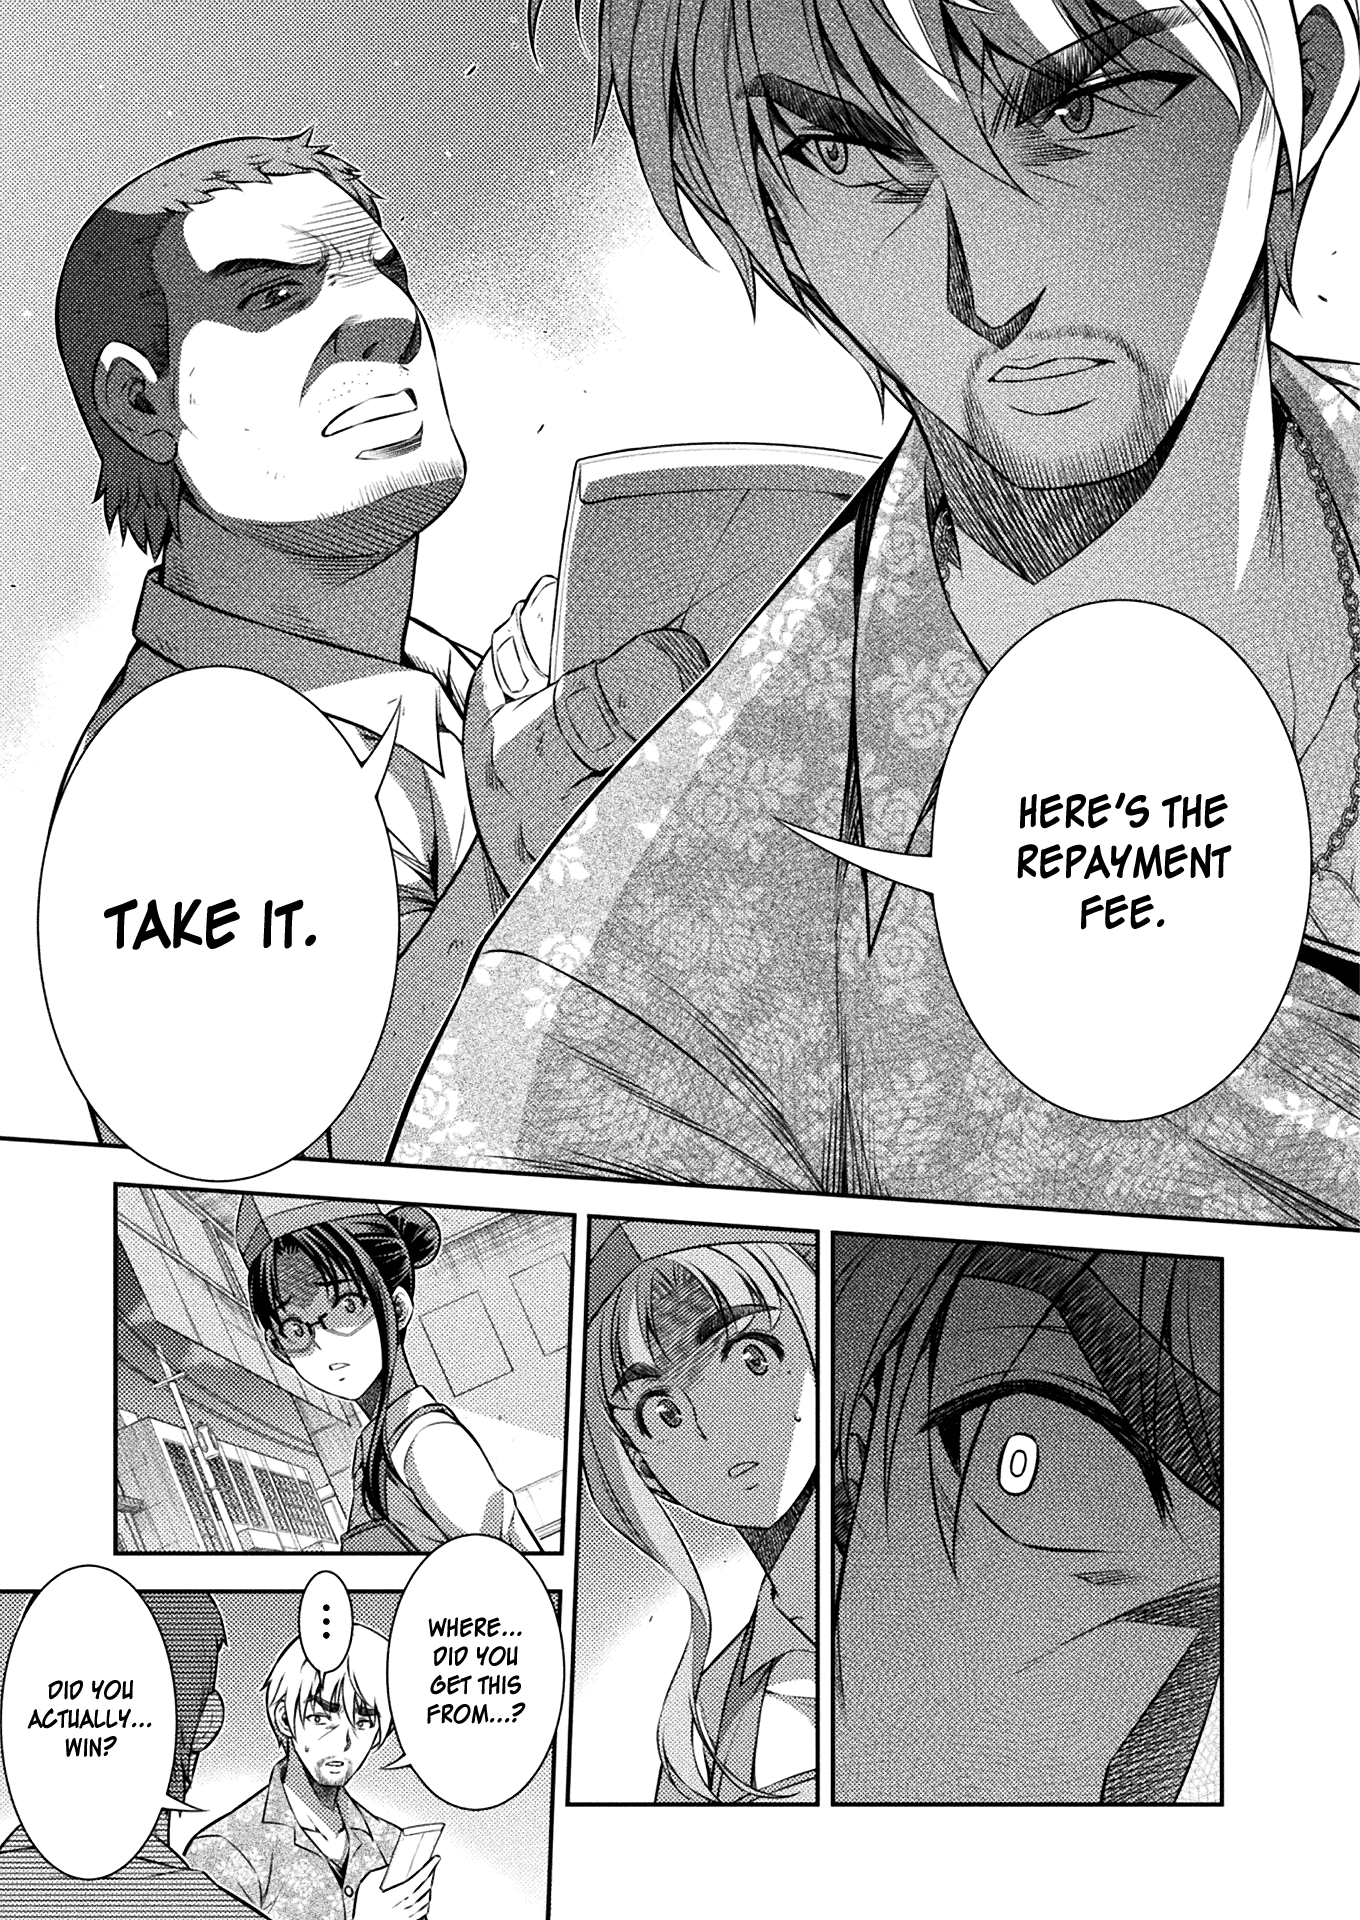 HERE'S THE
REPAYMENT
FEE.
TAKE IT.
WHERE...
DID YOU
GET THIS
FROM...?
...
DID YOU
ACTUALLY...
WIN?